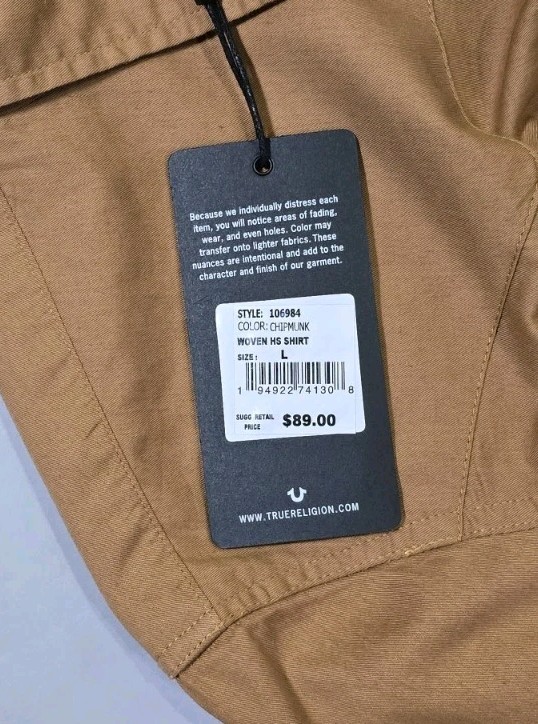 Because we individually distress each
item, you will notice areas of fading,
wear, and even holes. Color may
transfer onto lighter fabrics. These
nuances are intentional and add to the
character and finish of our garment.
STYLE: 106984
COLOR: CHIPMUNK
WOVEN HS SHIRT
SIZE: L
1 94922 74130 8
SUGG RETAIL
PRICE $89.00
WWW.TRUERELIGION.COM